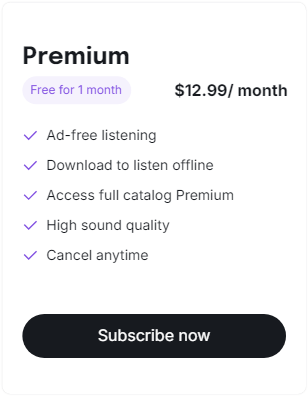 Premium
Free for 1 month
$12.99/ month
Ad-free listening
Download to listen offline
Access full catalog Premium
High sound quality
Cancel anytime
Subscribe now